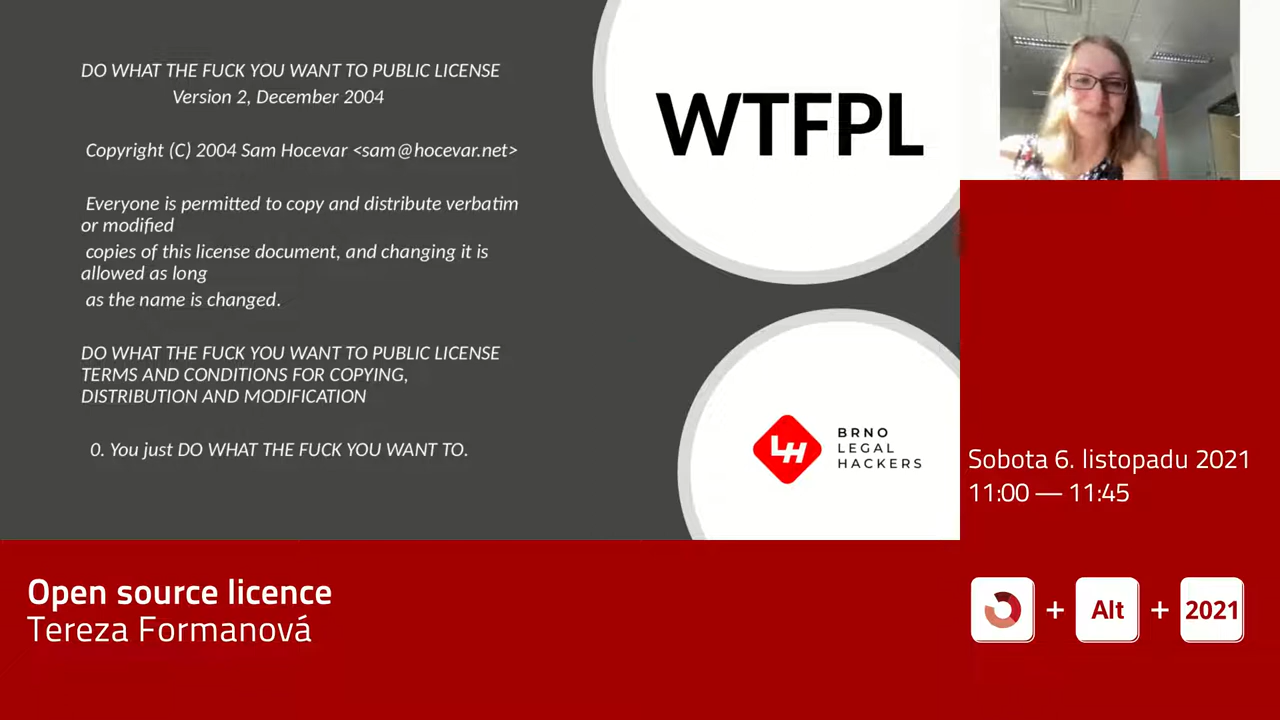 DO WHAT THE FUCK YOU WANT TO PUBLIC LICENSE
Version 2, December 2004
Copyright (C) 2004 Sam Hocevar <sam@hocevar.net>
Everyone is permitted to copy and distribute verbatim
or modified
copies of this license document, and changing it is
allowed as long
as the name is changed.
DO WHAT THE FUCK YOU WANT TO PUBLIC LICENSE
TERMS AND CONDITIONS FOR COPYING,
DISTRIBUTION AND MODIFICATION
0. You just DO WHAT THE FUCK YOU WANT TO.
WTFPL
LH
BRNO
LEGAL
HACKERS
Sobota 6. listopadu 2021
11:00 — 11:45
Open source licence
Tereza Formanová
+ Alt + 2021